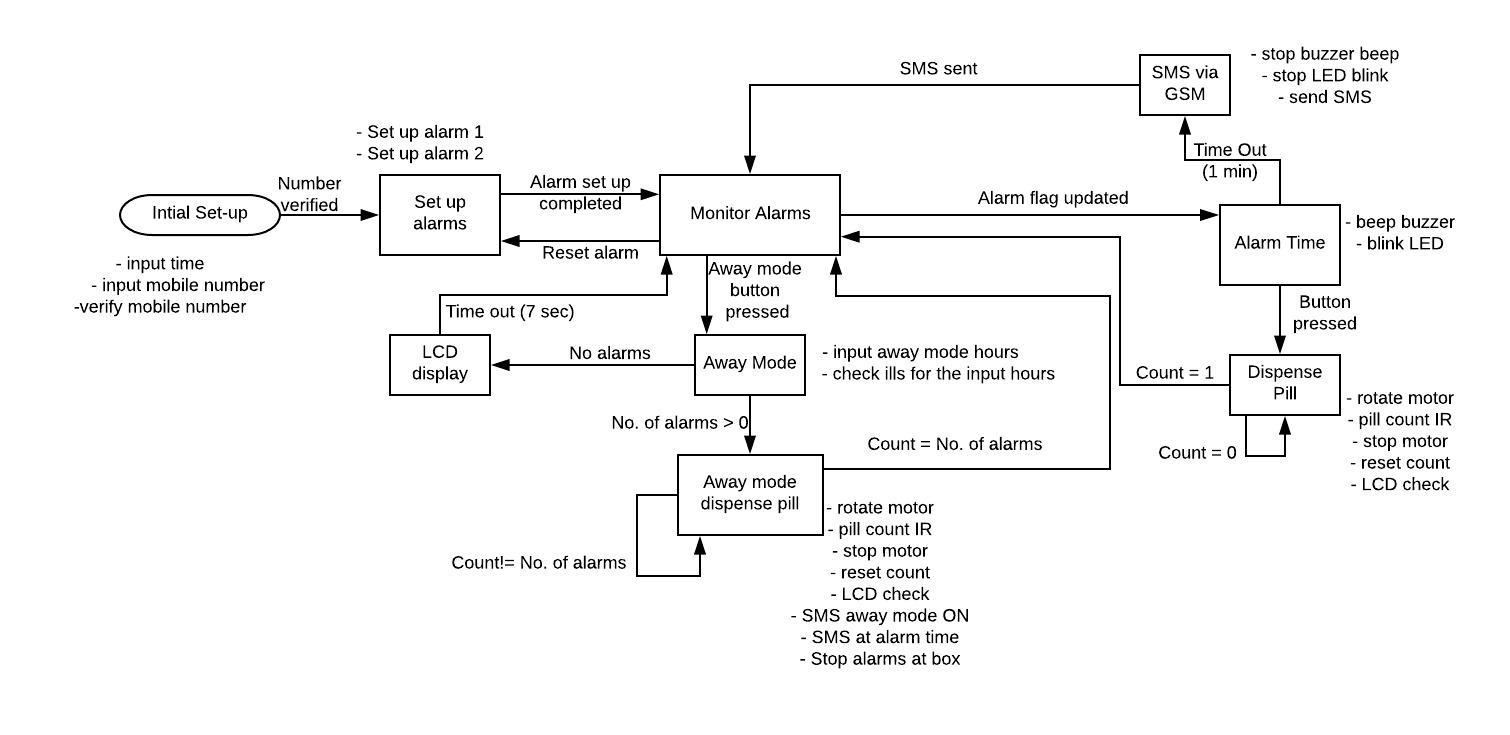 - stop buzzer beep
- stop LED blink
- send SMS
SMS sent
SMS via
GSM
- Set up alarm 1
- Set up alarm 2
Time Out
(1 min)
Number
verified
Alarm set up
completed
Alarm flag updated
Intial Set-up
Set up
alarms
Monitor Alarms
Alarm Time
- beep buzzer
- blink LED
Reset alarm
- input time
- input mobile number
-verify mobile number
Away mode
button
pressed
Time out (7 sec)
Button
pressed
LCD
display
No alarms
Away Mode
- input away mode hours
- check ills for the input hours
Count = 1
Dispense
Pill
- rotate motor
- pill count IR
- stop motor
- reset count
- LCD check
Count = 0
No. of alarms > 0
Count = No. of alarms
Away mode
dispense pill
- rotate motor
- pill count IR
- stop motor
- reset count
- LCD check
- SMS away mode ON
- SMS at alarm time
- Stop alarms at box
Count!= No. of alarms